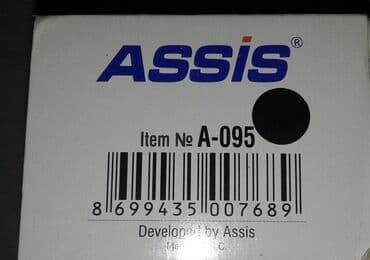 ASSIS®
Item № A-095
8 699435 007689
Developed by Assis